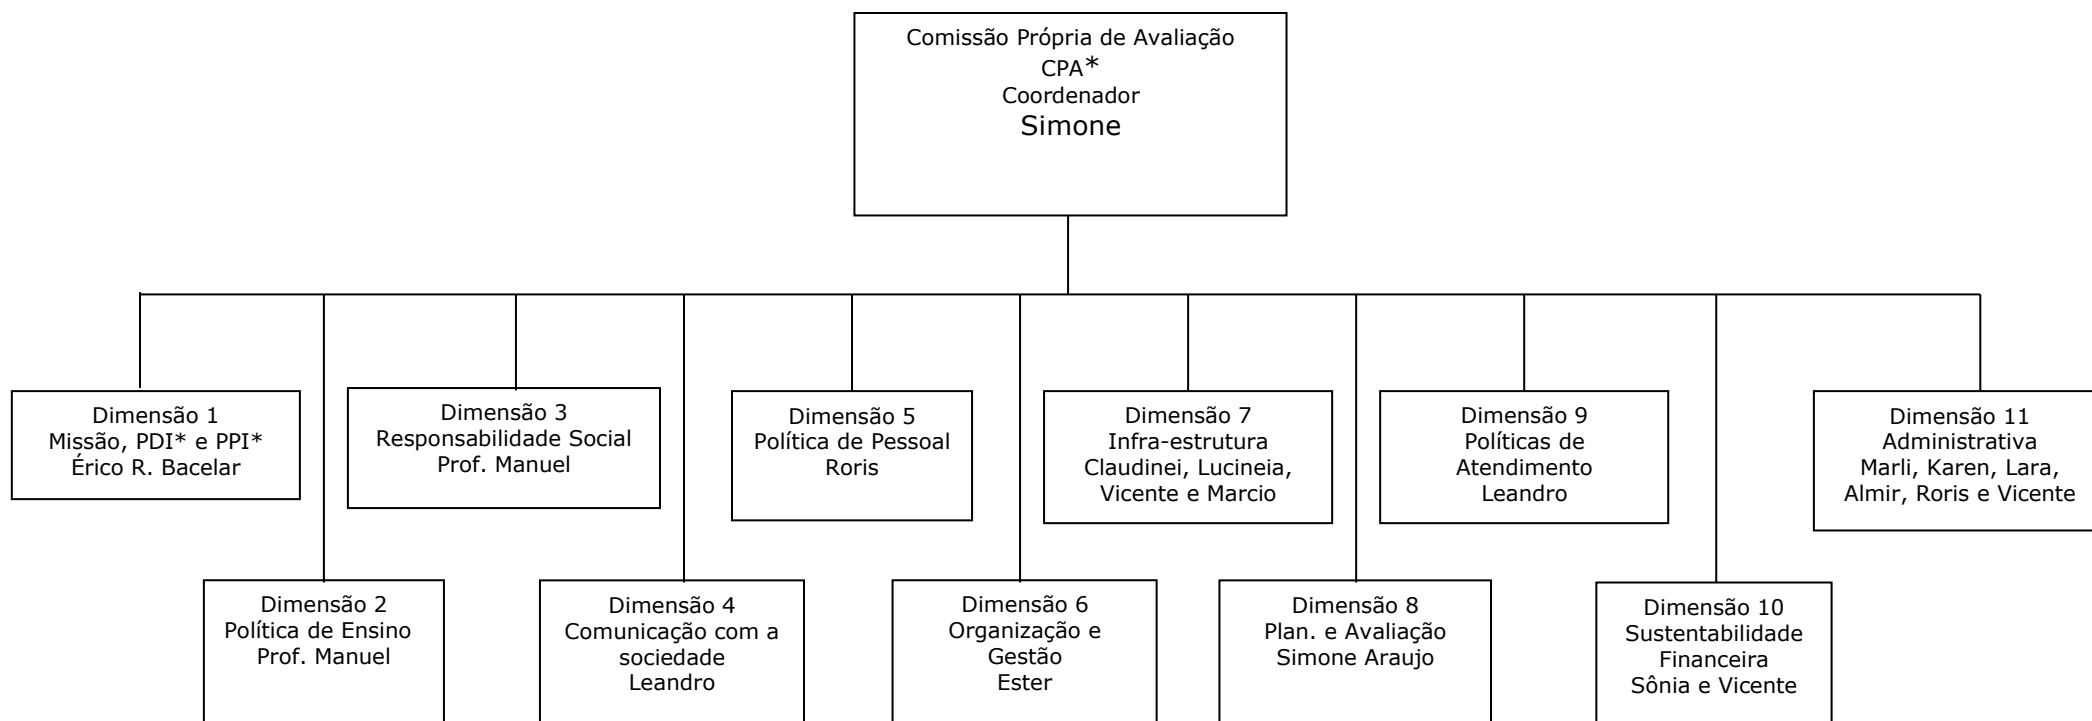 Comissão Própria de Avaliação
CPA*
Coordenador
Simone
Dimensão 1
Missão, PDI* e PPI*
Érico R. Bacelar
Dimensão 3
Responsabilidade Social
Prof. Manuel
Dimensão 5
Política de Pessoal
Roris
Dimensão 7
Infra-estrutura
Claudinei, Lucineia,
Vicente e Marcio
Dimensão 9
Políticas de
Atendimento
Leandro
Dimensão 11
Administrativa
Marli, Karen, Lara,
Almir, Roris e Vicente
Dimensão 2
Política de Ensino
Prof. Manuel
Dimensão 4
Comunicação com a
sociedade
Leandro
Dimensão 6
Organização e
Gestão
Ester
Dimensão 8
Plan. e Avaliação
Simone Araujo
Dimensão 10
Sustentabilidade
Financeira
Sônia e Vicente